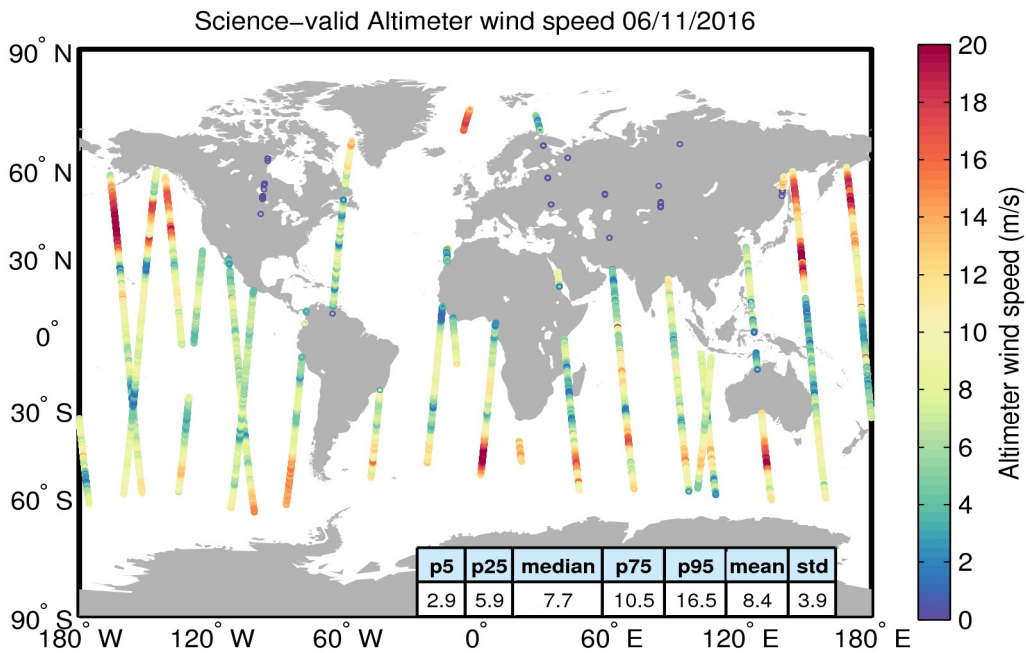 Science−valid Altimeter wind speed 06/11/2016
90° N
60° N
30° N
0°
30° S
60° S
90° S
180° W
120° W
60° W
0°
60° E
120° E
180° E
p5 p25 median p75 p95 mean std
2.9 5.9 7.7 10.5 16.5 8.4 3.9
20
18
16
14
12
10
8
6
4
2
0
Altimeter wind speed (m/s)